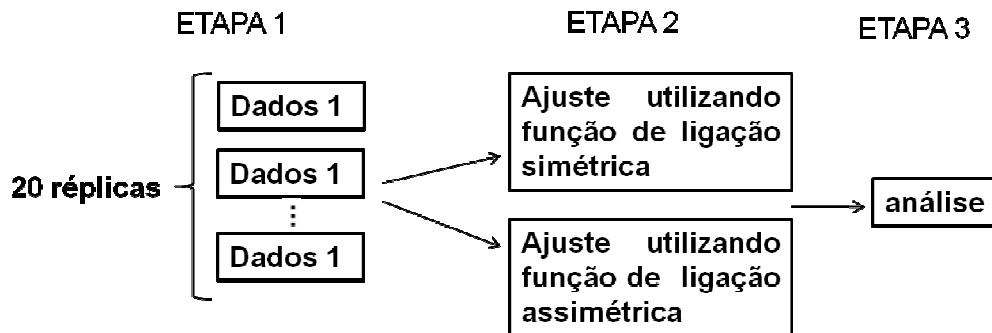 ETAPA 1
ETAPA 2
ETAPA 3
20 réplicas
Dados 1
Dados 1
⋮
Dados 1
Ajuste utilizando
função de ligação
simétrica
Ajuste utilizando
função de ligação
assimétrica
análise